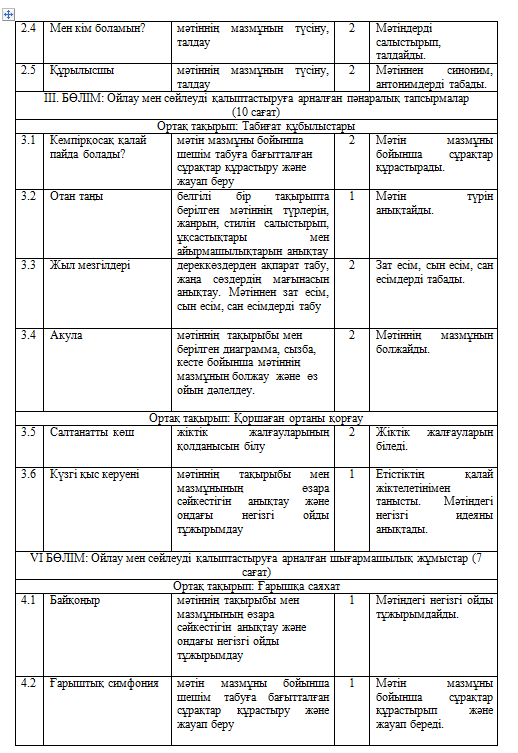 2.4 Мен кім боламын? мәтіннің мазмұнын түсіну, 2 Мәтіндерді
талдау салыстырып,
талдайды.
2.5 Құрылысшы мәтіннің мазмұнын түсіну, 2 Мәтіннен синоним,
талдау антонимдерді табады.
III. БӨЛІМ: Ойлау мен сөйлеуді қалыптастыруға арналған пәнаралық тапсырмалар
(10 сағат)
Ортақ тақырып: Табиғат құбылыстары
3.1 Кемпірқосақ қалай мәтін мазмұны бойынша 2 Мәтін мазмұны
пайда болады? шешім табуға бағытталған бойынша сұрақтар
сұрақтар құрастыру және құрастырады.
жауап беру
3.2 Отан таңы белгілі бір тақырыпта 1 Мәтін түрін
берілген мәтіннің түрлерін, анықтайды.
жанрын, стилін салыстырып,
ұқсастықтары мен
айырмашылықтарын анықтау
3.3 Жыл мезгілдері дереккөздерден ақпарат табу, 2 Зат есім, сын есім, сан
жаңа сөздердің мағынасын есімдерді табады.
анықтау. Мәтіннен зат есім,
сын есім, сан есімдерді табу
3.4 Акула мәтіннің тақырыбы мен 2 Мәтіннің мазмұнын
берілген диаграмма, сызба, болжайды.
кесте бойынша мәтіннің
мазмұнын болжау және өз
ойын дәлелдеу.
Ортақ тақырып: Қоршаған ортаны қорғау
3.5 Салтанатты көш жіктік жалғауларының 2 Жіктік жалғауларын
қолданысын білу біледі.
3.6 Күзгі қыс керуені мәтіннің тақырыбы мен 1 Етістіктің қалай
мазмұнының өзара жіктелетінімен
сәйкестігін анықтау және танысты. Мәтіндегі
ондағы негізгі ойды негізгі идеяны
тұжырымдау анықтады.
VI БӨЛІМ: Ойлау мен сөйлеуді қалыптастыруға арналған шығармашылық жұмыстар (7
сағат)
Ортақ тақырып: Ғарышқа саяхат
4.1 Байқоңыр мәтіннің тақырыбы мен 1 Мәтіндегі негізгі ойды
мазмұнының өзара тұжырымдайды.
сәйкестігін анықтау және
ондағы негізгі ойды
тұжырымдау
4.2 Ғарыштық симфония мәтін мазмұны бойынша 1 Мәтін мазмұны
шешім табуға бағытталған бойынша сұрақтар
сұрақтар құрастыру және құрастырып және
жауап беру жауап береді.